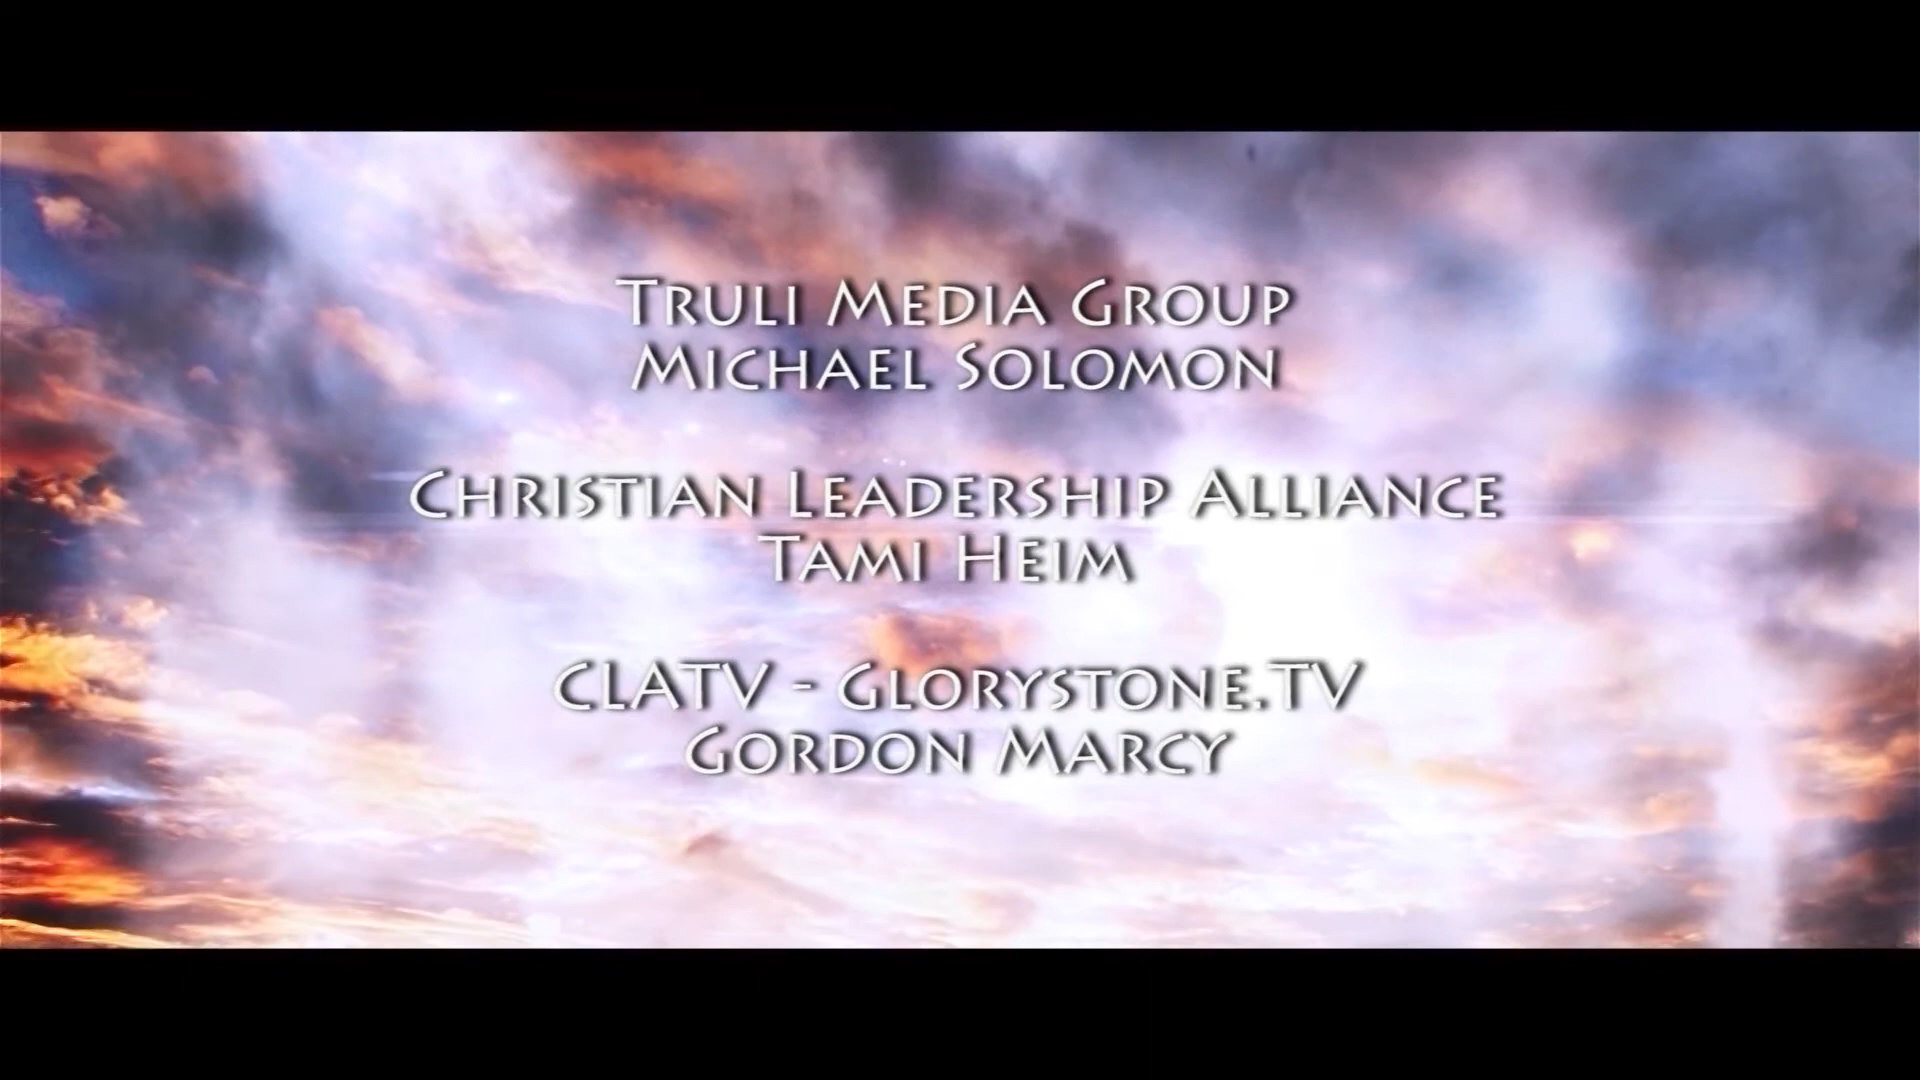 Truli Media Group
Michael Solomon
Christian Leadership Alliance
Tami Heim
CLATV - Glorystone.TV
Gordon Marcy